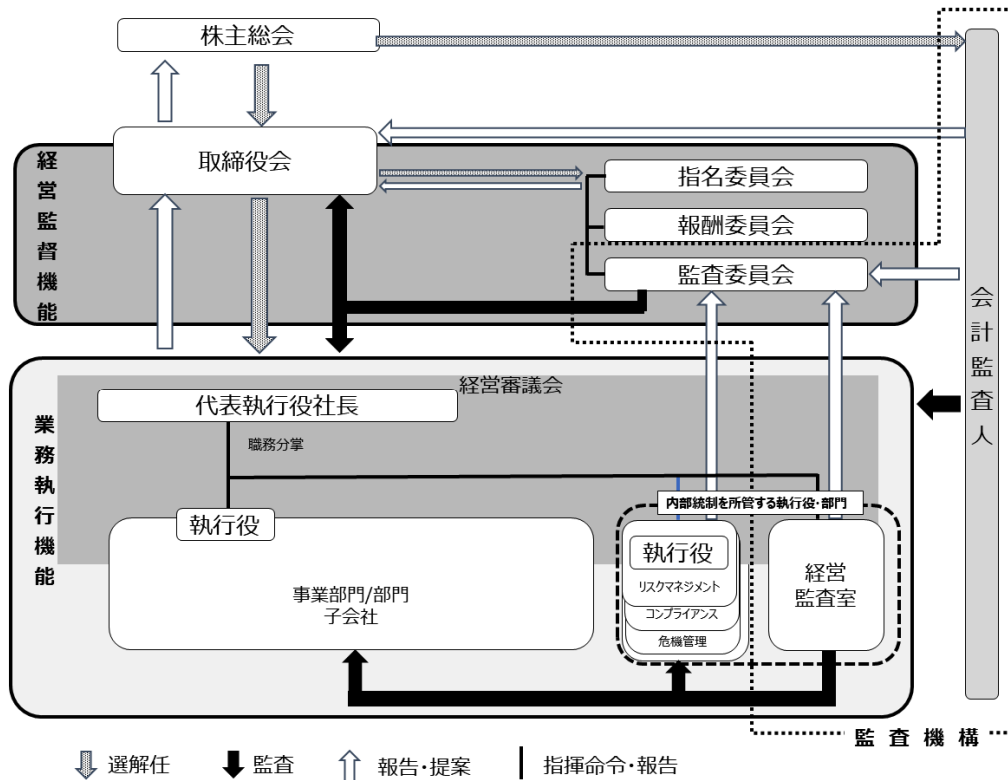 株主総会
取締役会
経営監督機能
指名委員会
報酬委員会
監査委員会
会計監査人
経営審議会
代表執行役社長
職務分掌
業務執行機能
執行役
事業部門/部門
子会社
内部統制を所管する執行役・部門
執行役
リスクマネジメント
コンプライアンス
危機管理
経営
監査室
監査機構
選解任
監査
報告・提案
指揮命令・報告